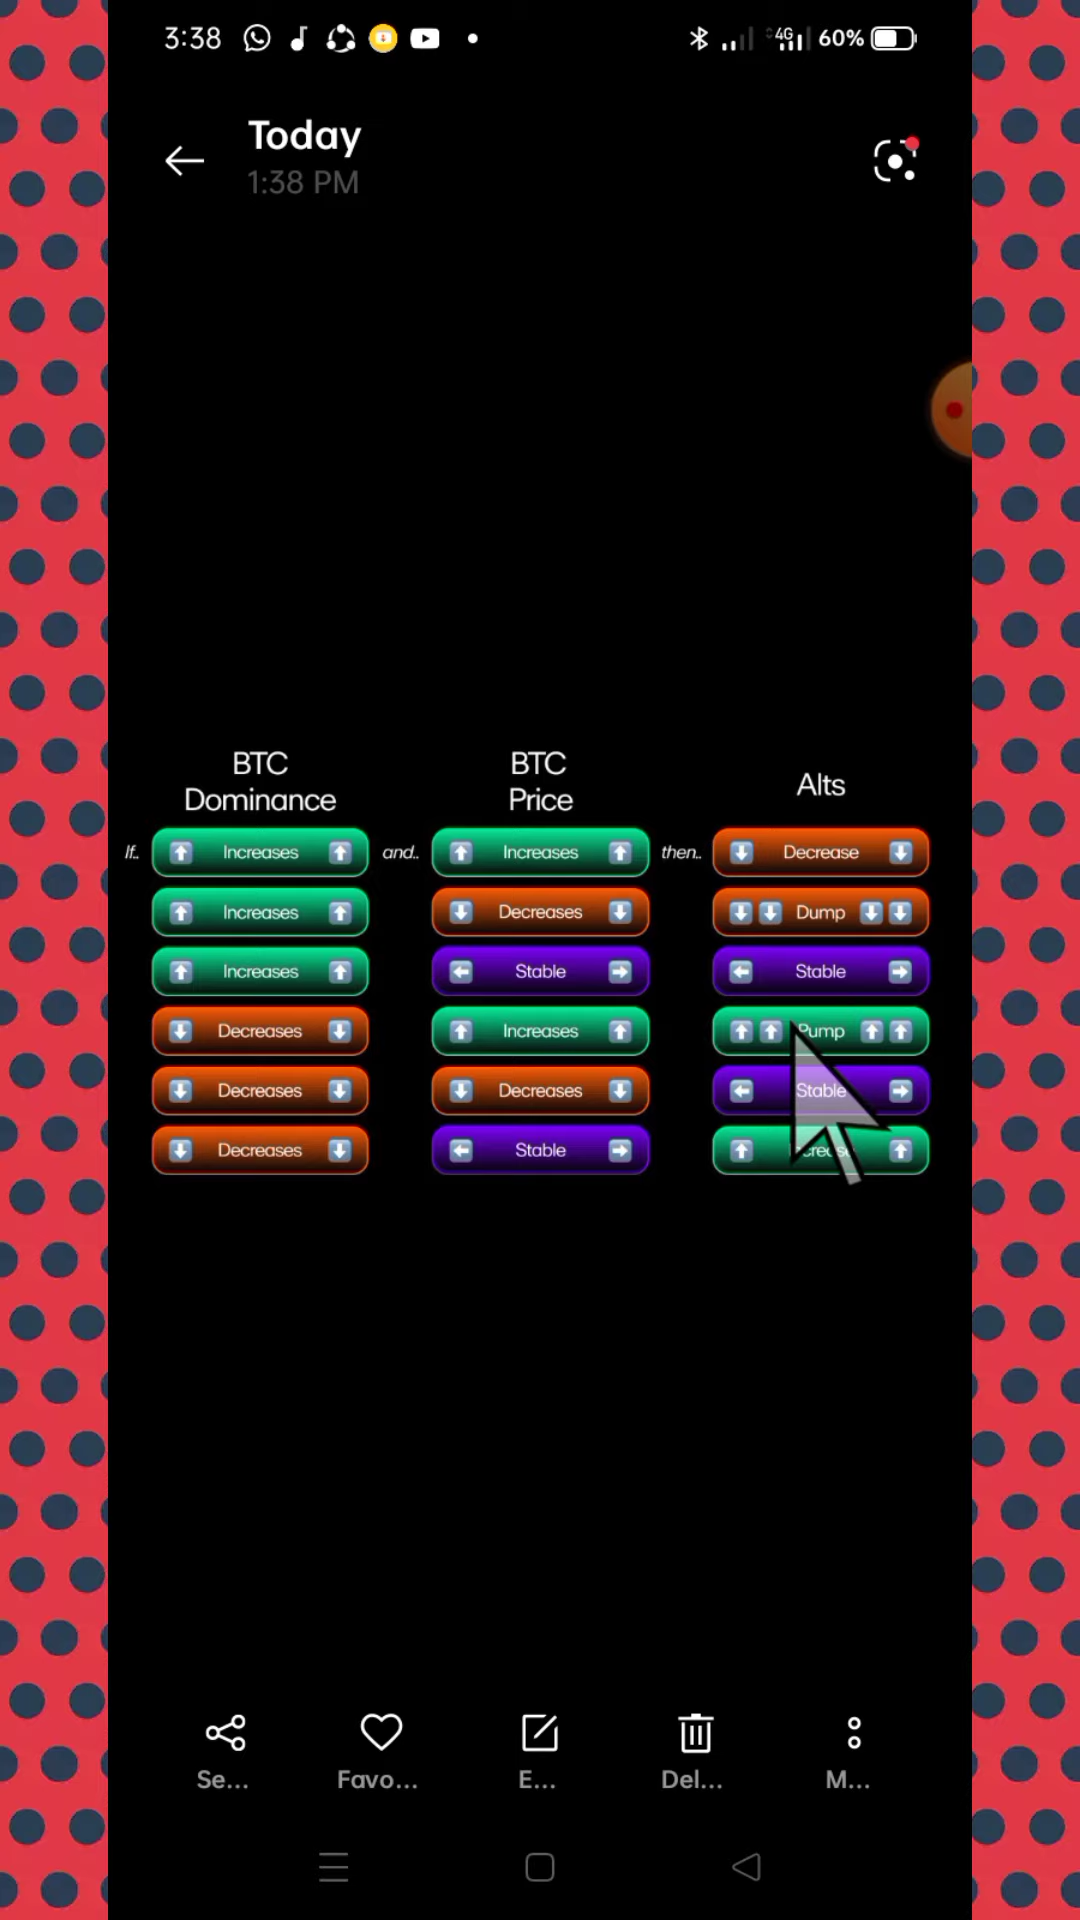 3:38 4G 60%
Today
1:38 PM
BTC Dominance
BTC Price
Alts
If.. Increases and.. Increases then.. Decrease
Increases Decreases Dump
Increases Stable Stable
Decreases Increases Pump
Decreases Decreases Stable
Decreases Stable
Se... Favo... E... Del... M...